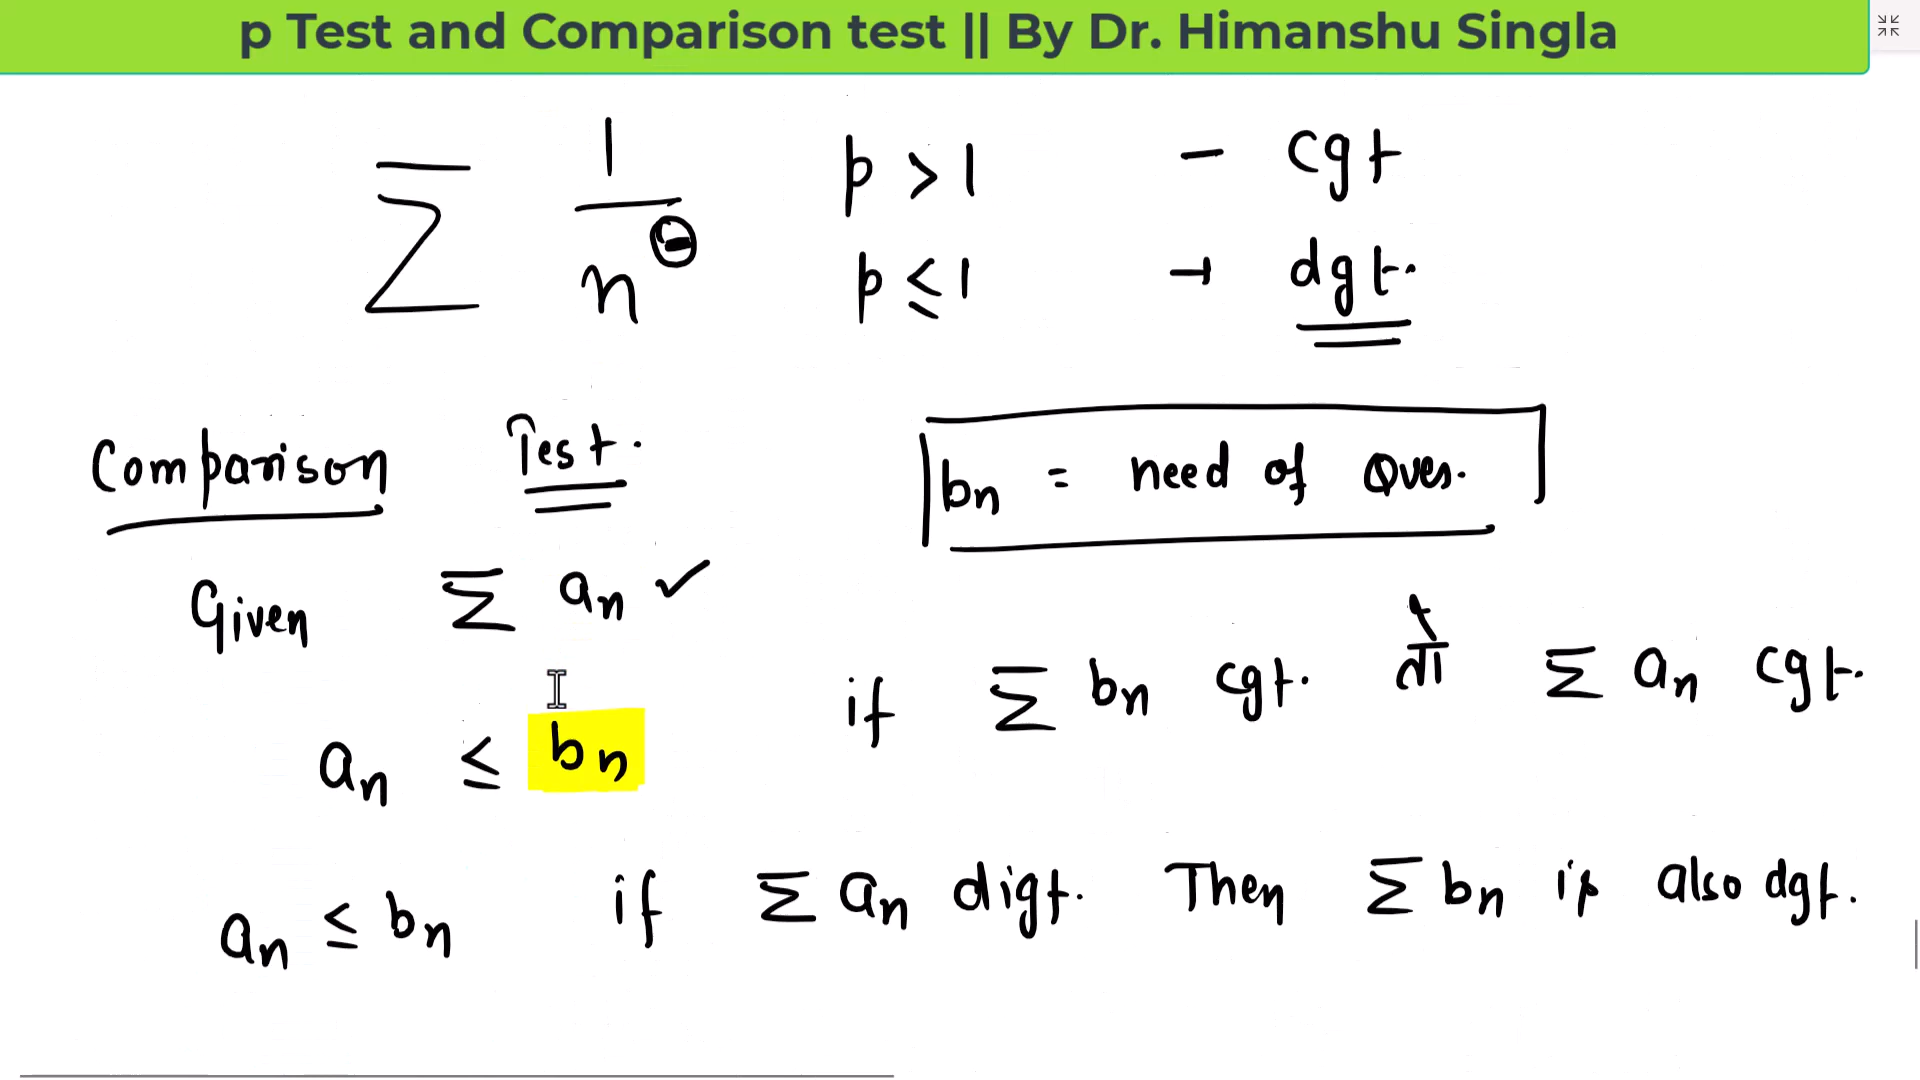 p Test and Comparison test || By Dr. Himanshu Singla
∑ 1/n^p p > 1 – cgt
p ≤ 1 → dgt.
Comparison Test.
bn = need of Ques.
Given ∑ an ✓
if ∑ bn cgt. तो ∑ an cgt.
an ≤ bn
an ≤ bn if ∑ an digt. Then ∑ bn is also dgt.